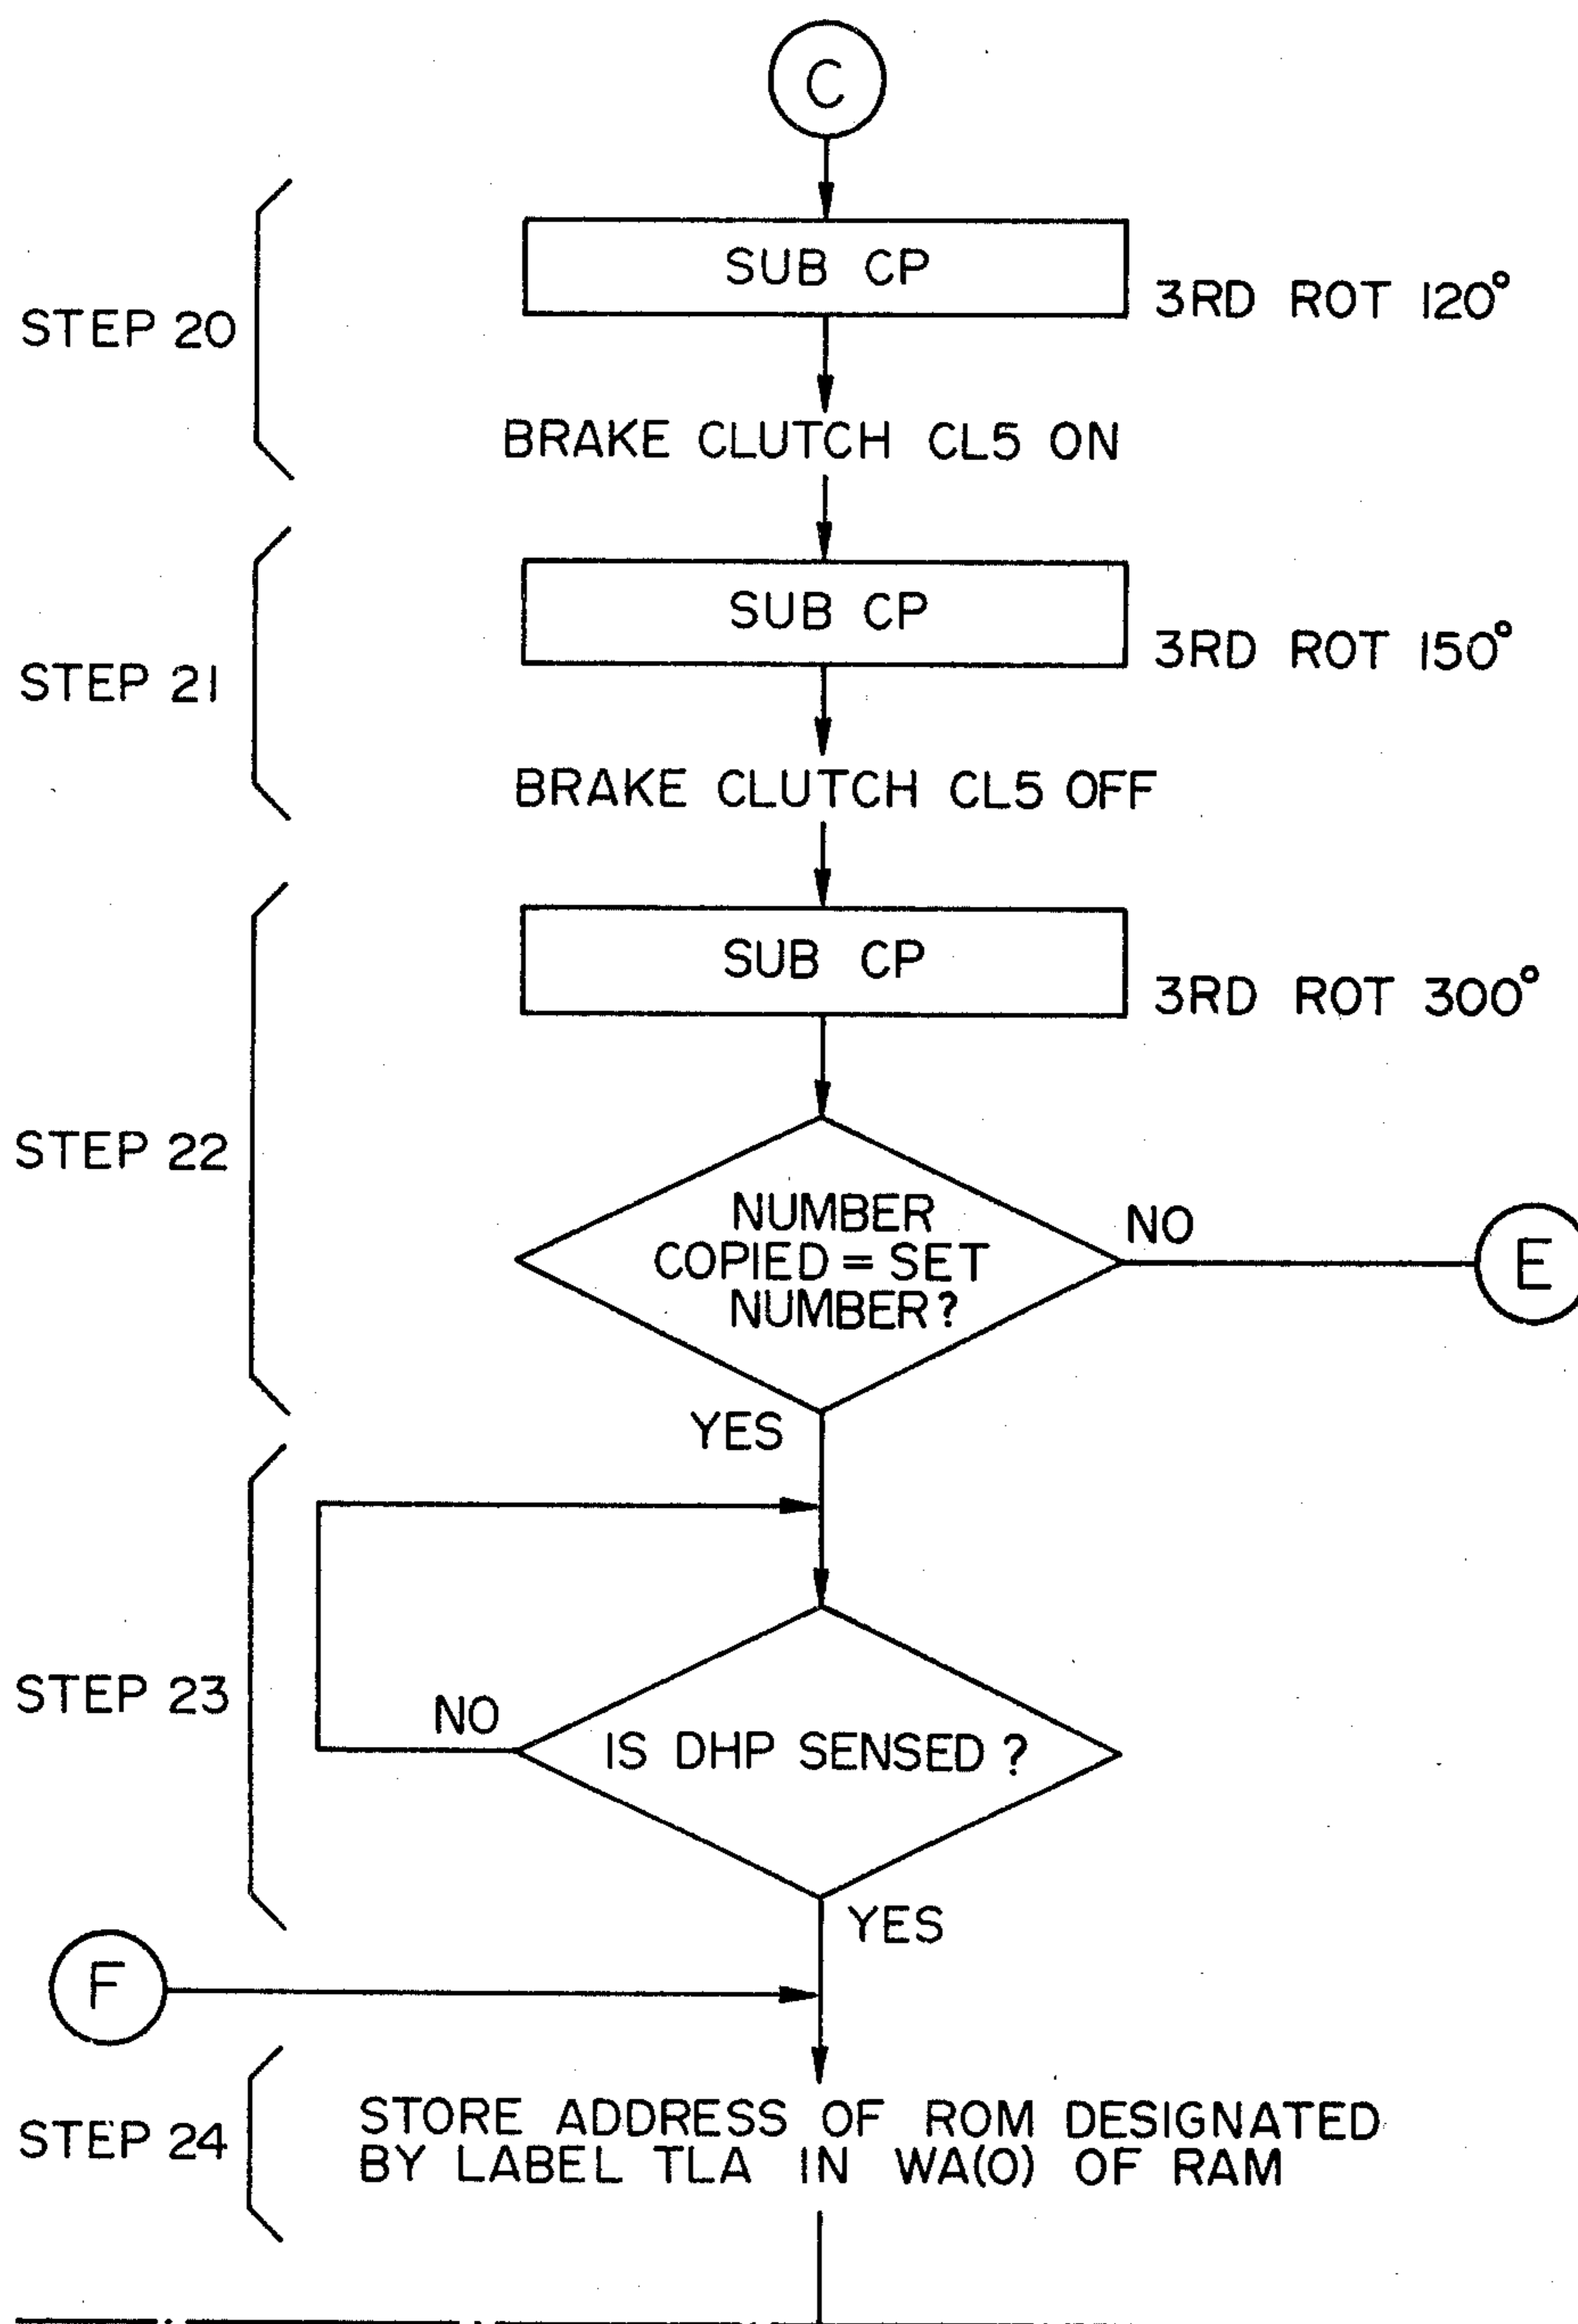 C
SUB CP
3RD ROT 120°
STEP 20
BRAKE CLUTCH CL5 ON
SUB CP
3RD ROT 150°
STEP 21
BRAKE CLUTCH CL5 OFF
SUB CP
3RD ROT 300°
STEP 22
NUMBER
COPIED = SET
NUMBER?
NO
E
YES
STEP 23
NO
IS DHP SENSED?
YES
F
STEP 24
STORE ADDRESS OF ROM DESIGNATED
BY LABEL TLA IN WA(0) OF RAM